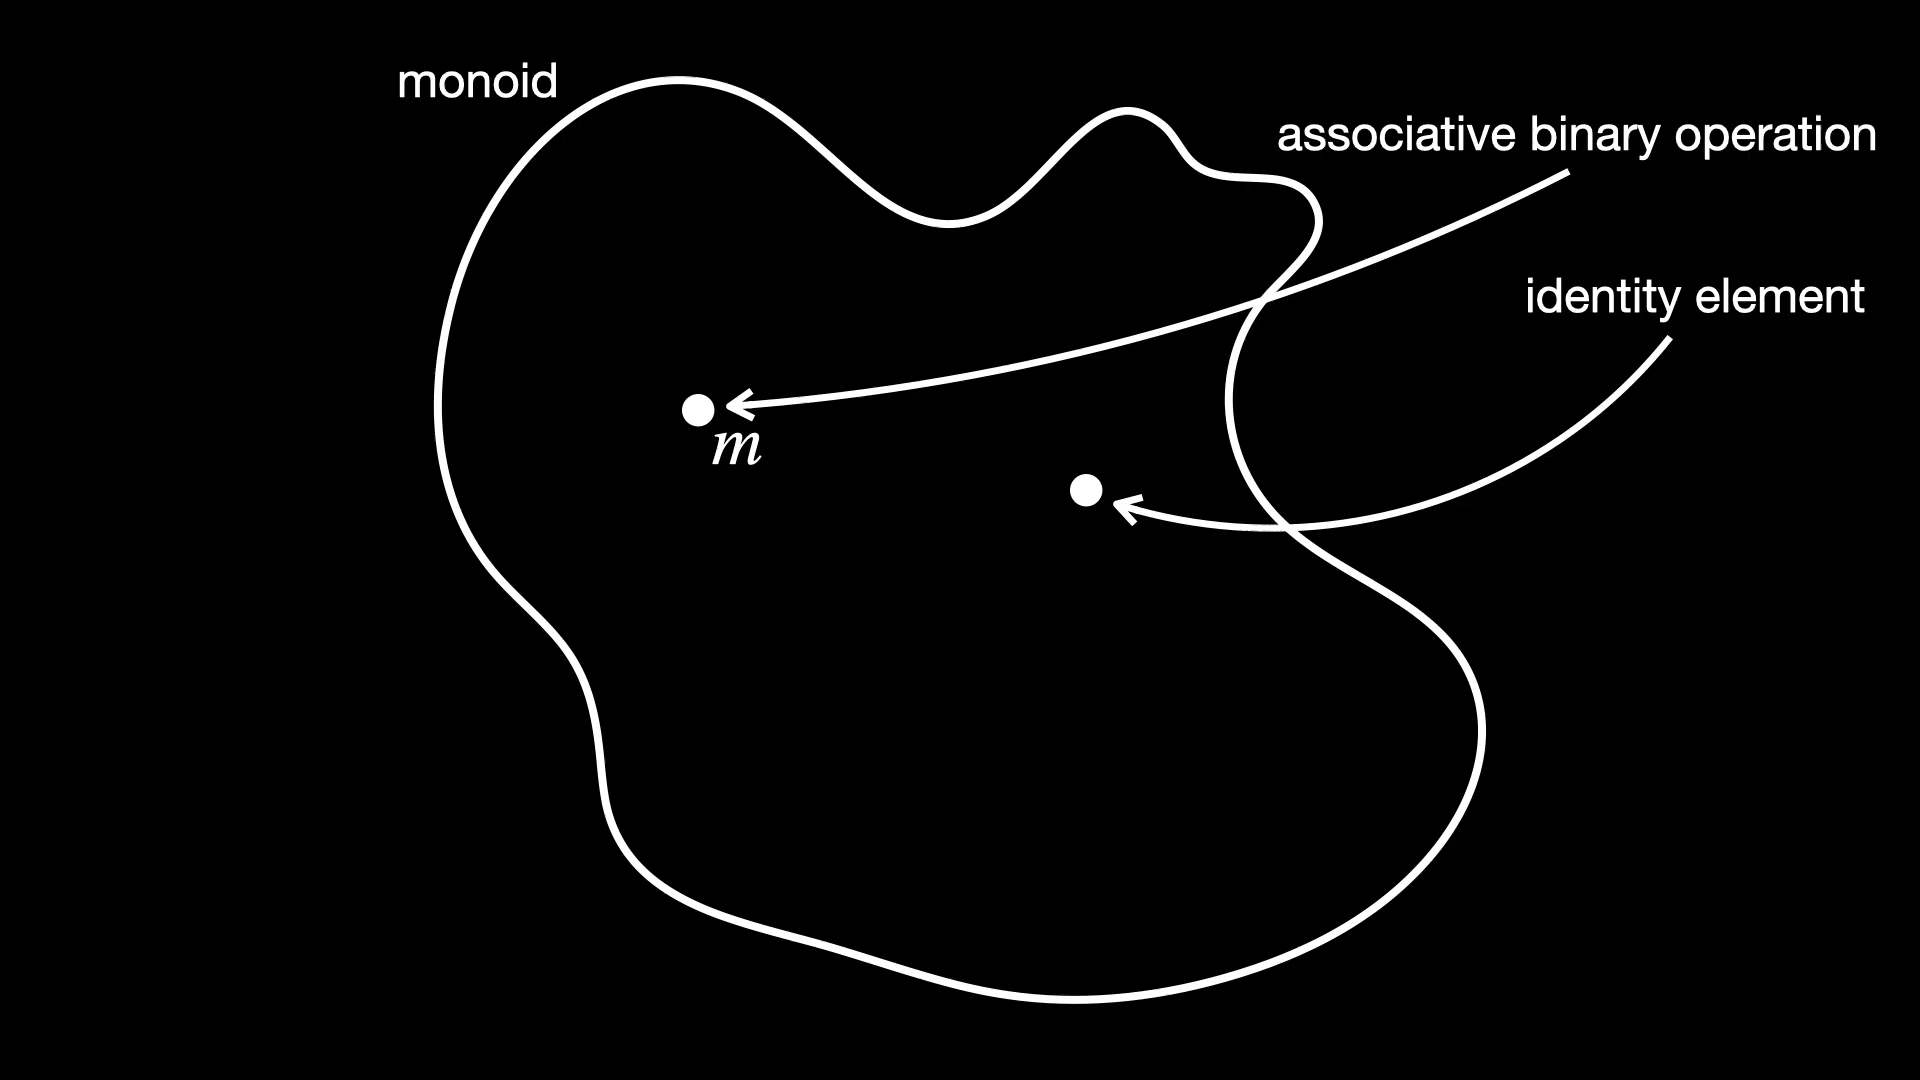 monoid
associative binary operation
identity element
m